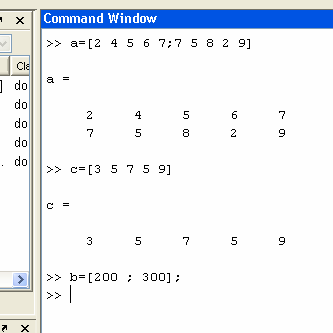 Command Window
Cla
>> a=[2 4 5 6 7;7 5 8 2 9]
a =
2 4 5 6 7
7 5 8 2 9
>> c=[3 5 7 5 9]
c =
3 5 7 5 9
>> b=[200 ; 300];
>>
]
do
do
do
do
. do